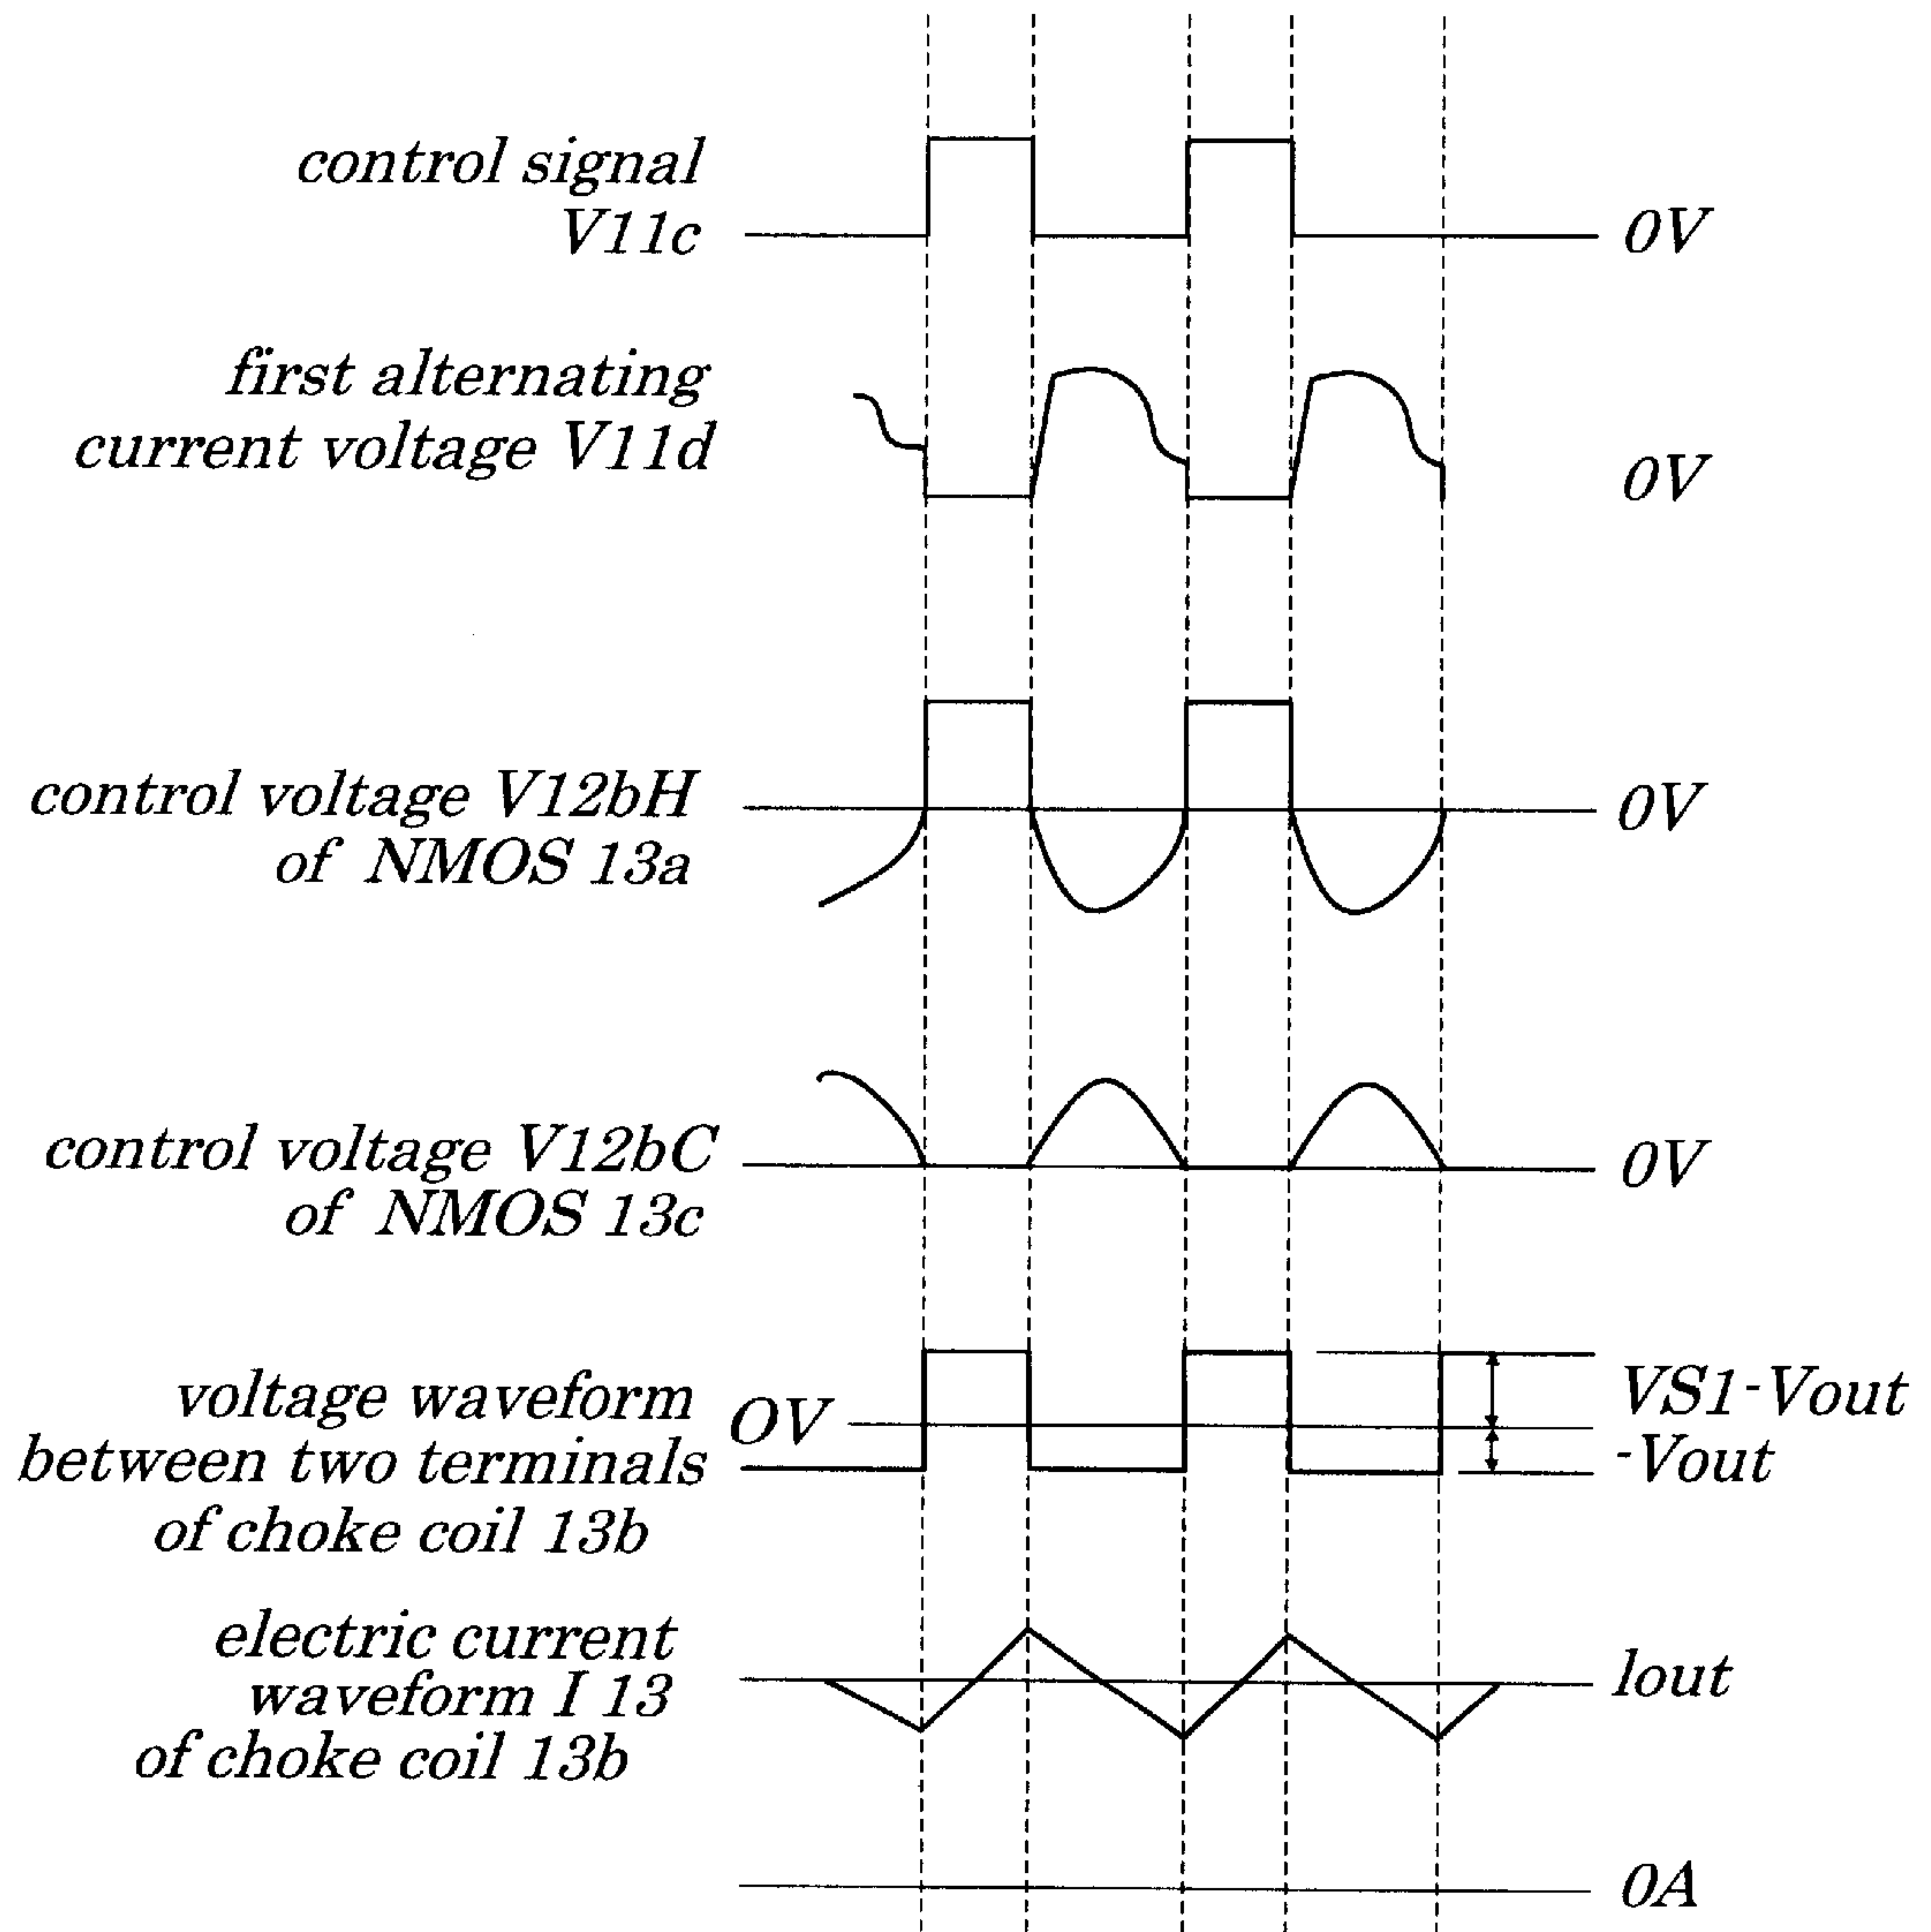 control signal
V11c
0V
first alternating
current voltage V11d
0V
control voltage V12bH
of NMOS 13a
0V
control voltage V12bC
of NMOS 13c
0V
voltage waveform
between two terminals
of choke coil 13b
0V
VS1-Vout
-Vout
electric current
waveform I 13
of choke coil 13b
Iout
0A